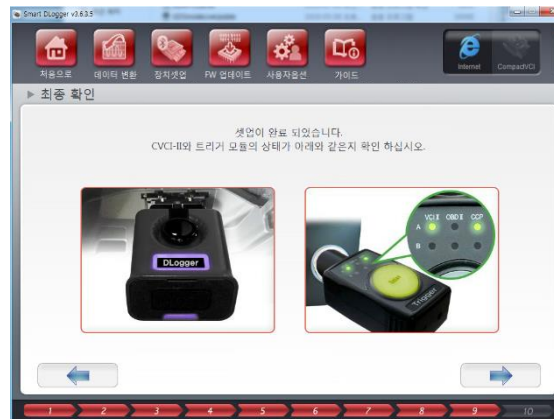 Smart DLogger v3.6.3.5
처음으로 데이터 변환 장치셋업 FW 업데이트 사용자옵션 가이드 Internet CompadVCI
▶ 최종 확인
셋업이 완료 되었습니다.
CVCI-II와 트리거 모듈의 상태가 아래와 같은지 확인 하십시오.
DLogger
VCI II OBD II CCP
A
B
Trigger
1 2 3 4 5 6 7 8 9 10